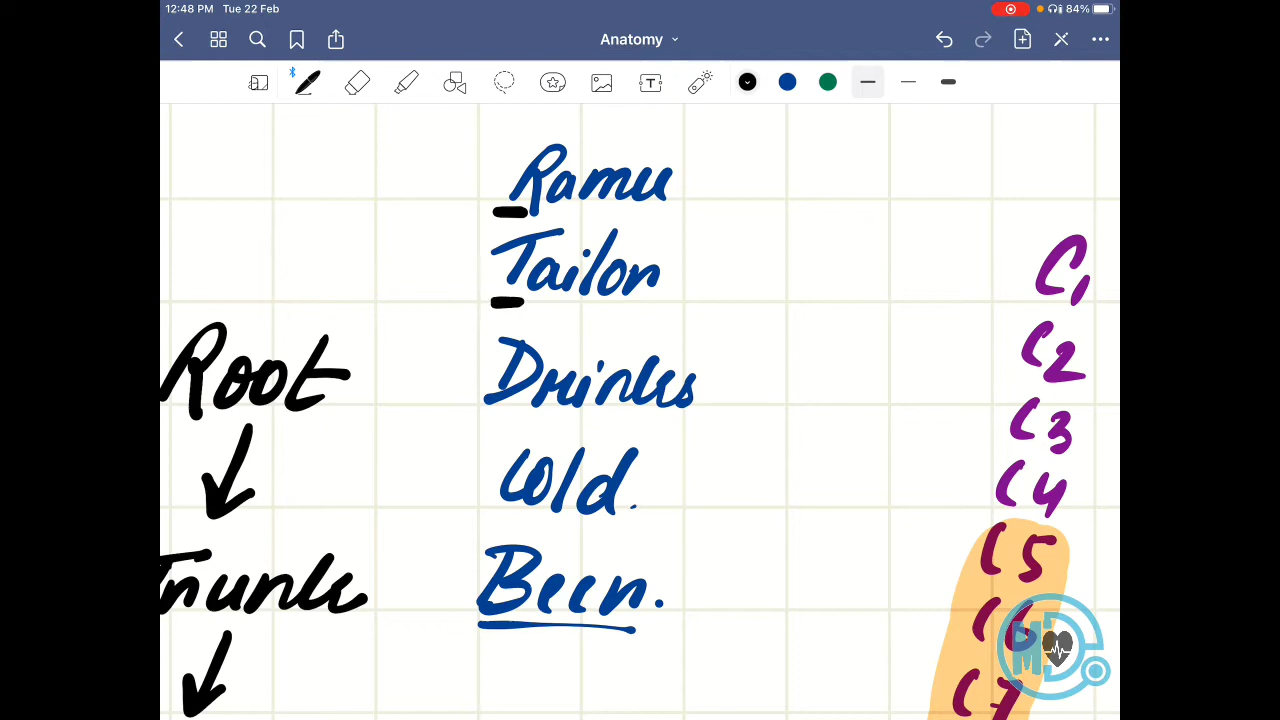 12:48 PM Tue 22 Feb
84%
Anatomy
Ramu
Tailor
Drinks
Cold.
Beer.
Root
Trunk
C1
C2
C3
C4
C5
C6
C7